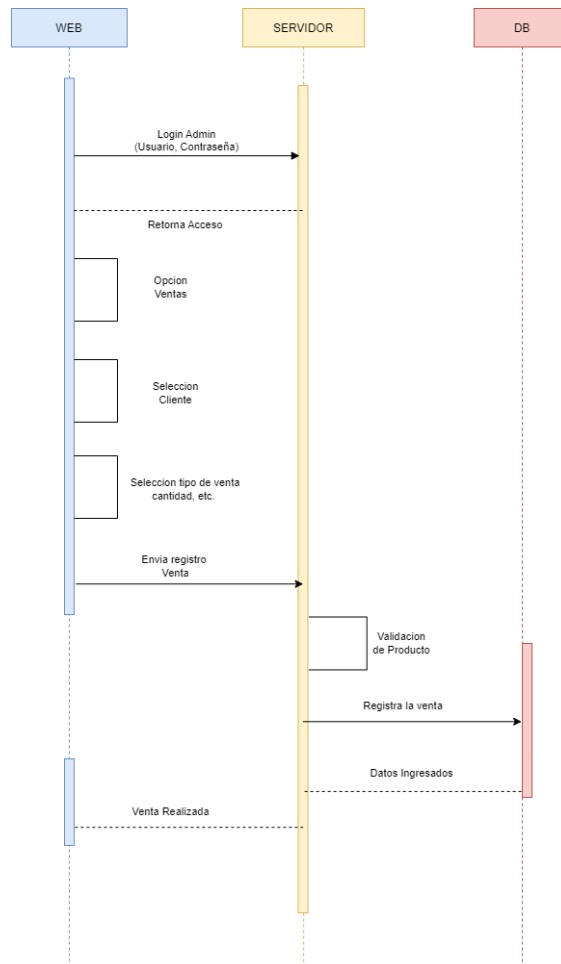 WEB
SERVIDOR
DB
Login Admin
(Usuario, Contraseña)
Retorna Acceso
Opcion
Ventas
Seleccion
Cliente
Seleccion tipo de venta
cantidad, etc.
Envia registro
Venta
Validacion
de Producto
Registra la venta
Datos Ingresados
Venta Realizada